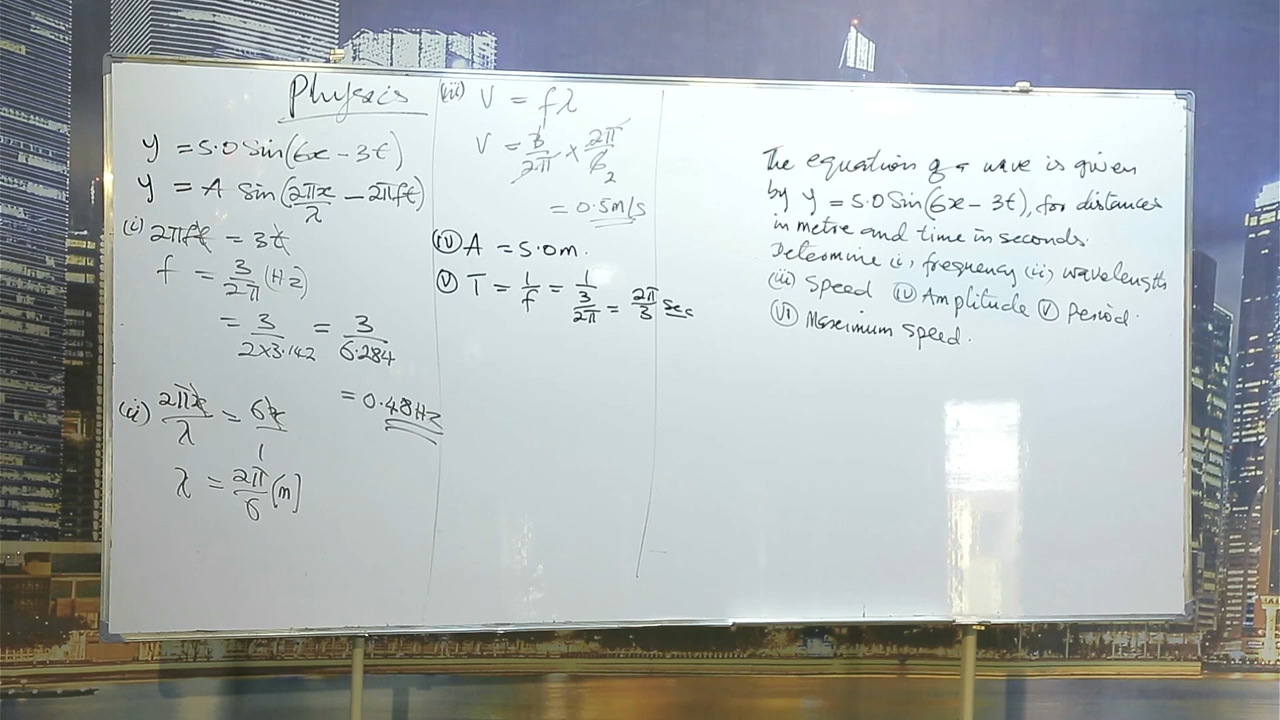 Physics
y = 5.0 Sin(6x - 3t)
y = A Sin(2πx/λ - 2πft)
(i) 2πft = 3t
f = 3/2π (Hz)
= 3/2x3.142 = 3/6.284
= 0.48Hz
(ii) 2πx/λ = 6x/1
λ = 2π/6 (m)
(iii) V = fλ
V = 3/2π x 2π/6 2
= 0.5m/s
(iv) A = 5.0m.
(v) T = 1/f = 1/(3/2π) = 2π/3 sec
The equation of a wave is given
by y = 5.0 Sin(6x - 3t), for distances
in metre and time in seconds.
Determine (i), frequency (ii), wavelengths
(iii) Speed (iv) Amplitude (v) Period.
(vi) Maximum Speed.